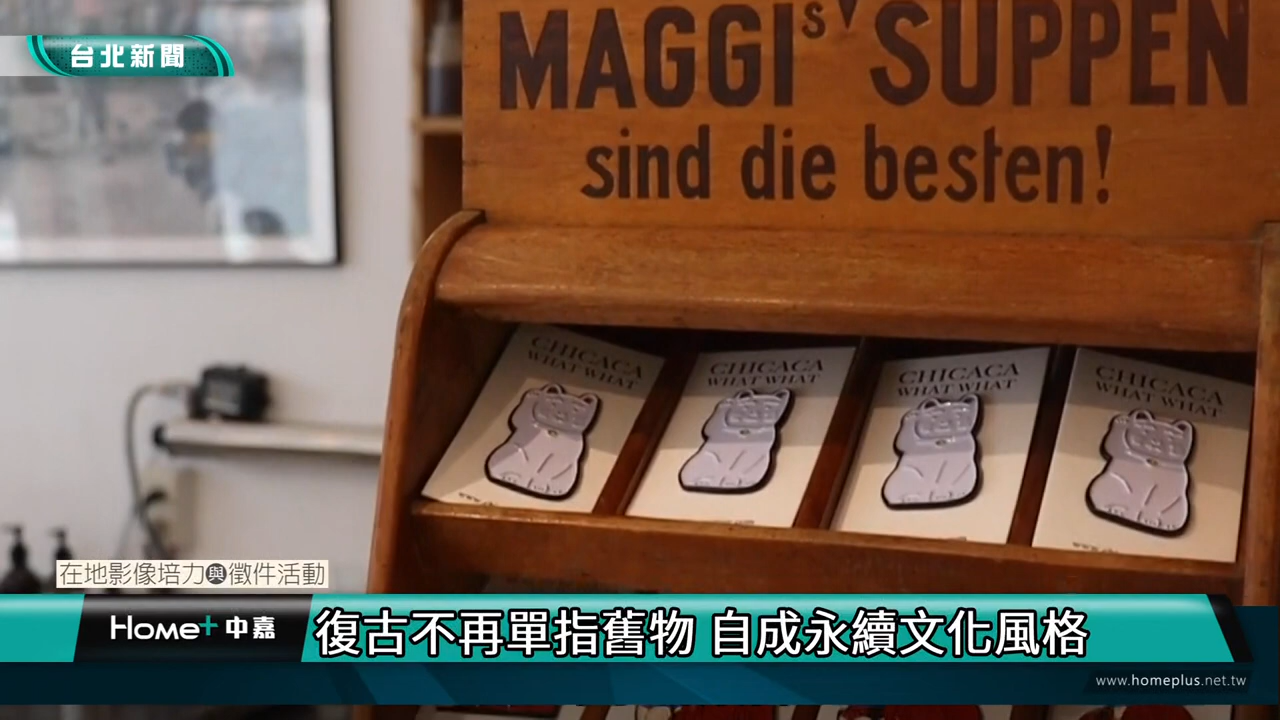 台北新聞
MAGGIs' SUPPEN
sind die besten!
CHICACA
WHAT WHAT
CHICACA
WHAT WHAT
CHICACA
WHAT WHAT
CHICACA
WHAT WHAT
在地影像培力與徵件活動
Home+中嘉
復古不再單指舊物 自成永續文化風格
www.homeplus.net.tw